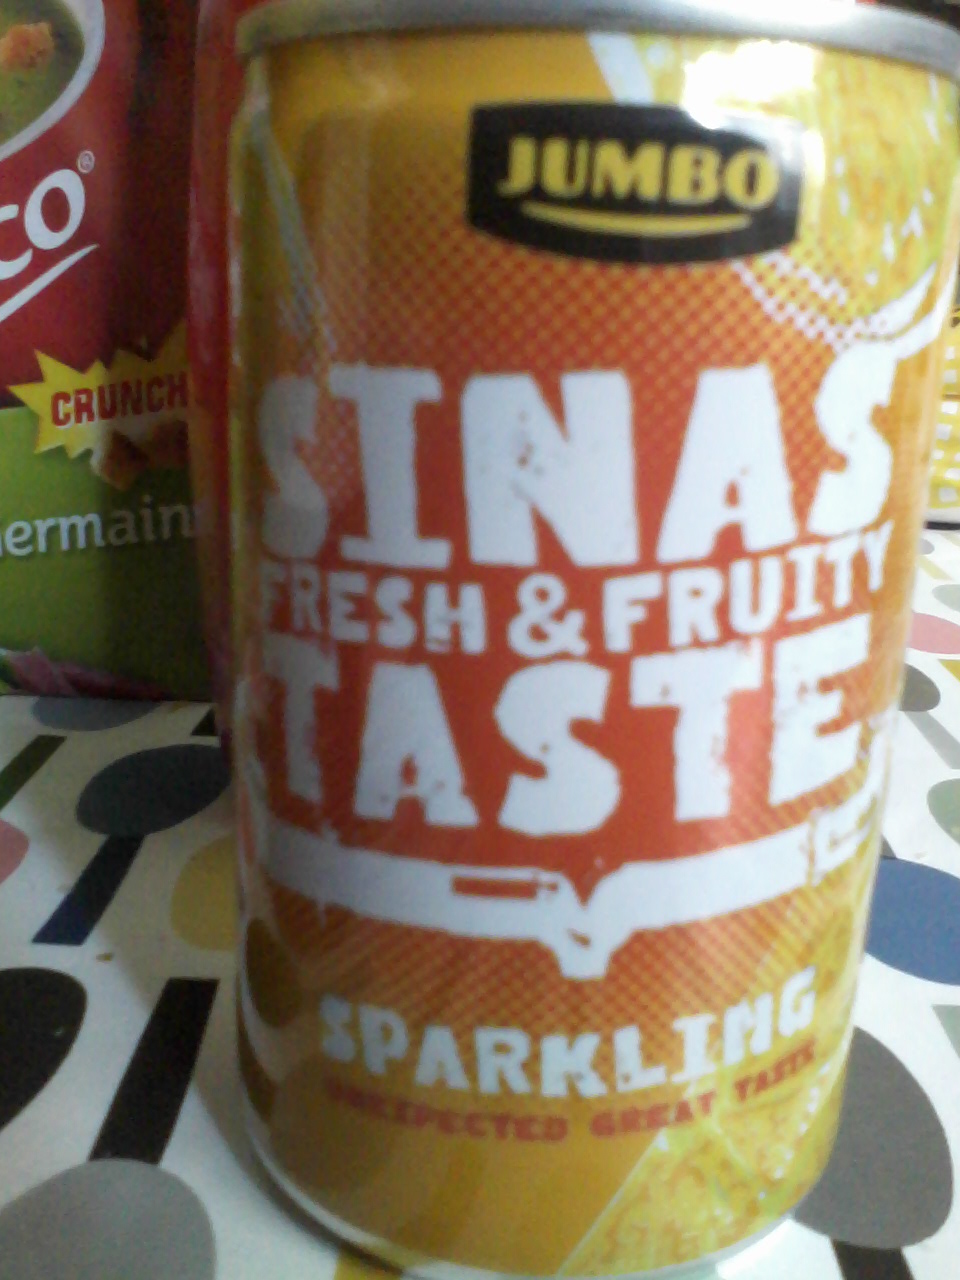 JUMBO
SINAS
FRESH & FRUITY
TASTE
SPARKLING
UNEXPECTED GREAT TASTE
co®
CRUNCH
ermain